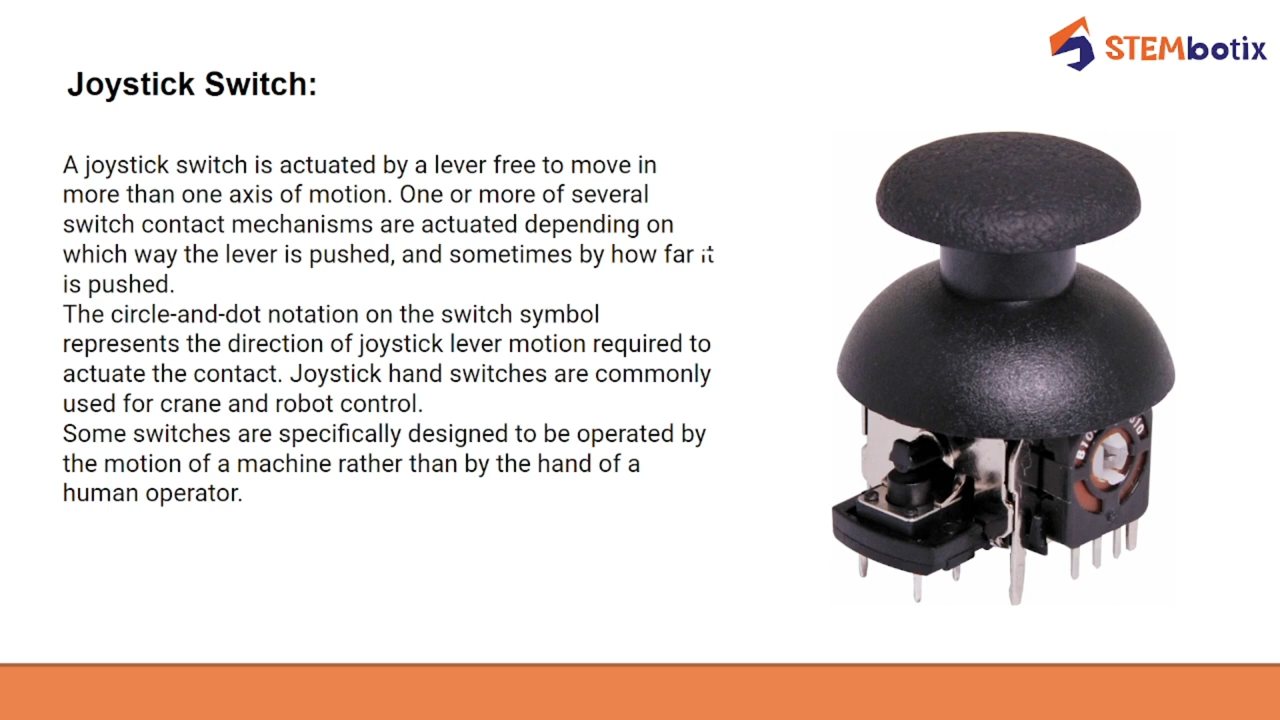 STEMbotix
Joystick Switch:
A joystick switch is actuated by a lever free to move in
more than one axis of motion. One or more of several
switch contact mechanisms are actuated depending on
which way the lever is pushed, and sometimes by how far it
is pushed.
The circle-and-dot notation on the switch symbol
represents the direction of joystick lever motion required to
actuate the contact. Joystick hand switches are commonly
used for crane and robot control.
Some switches are specifically designed to be operated by
the motion of a machine rather than by the hand of a
human operator.